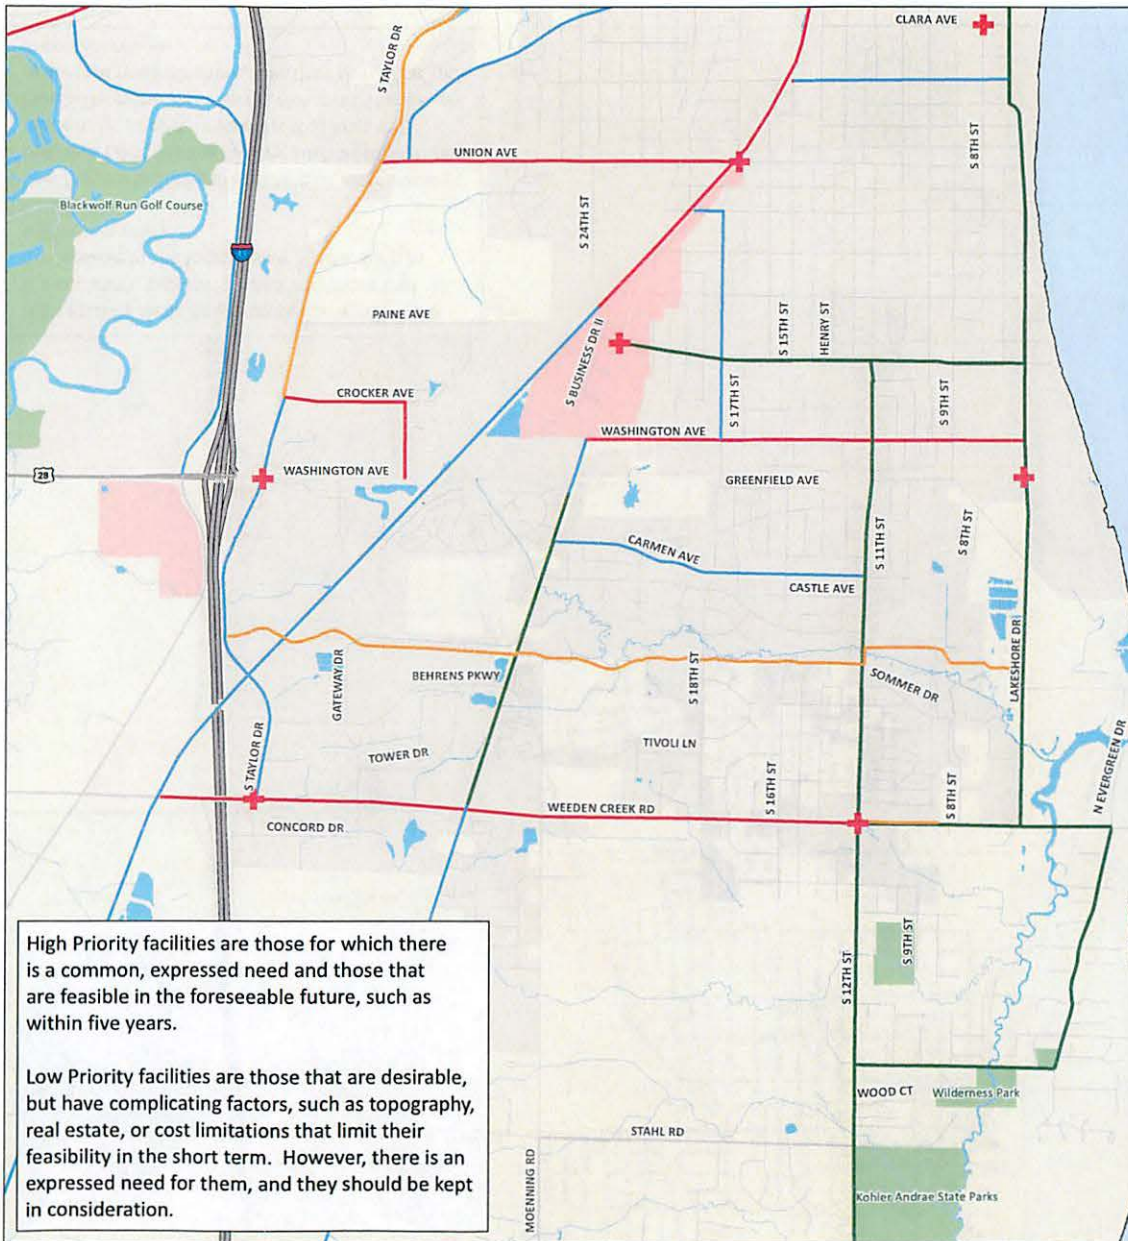 CLARA AVE
S TAYLOR DR
UNION AVE
S 8TH ST
Blackwolf Run Golf Course
S 24TH ST
43
PAINE AVE
S BUSINESS DR II
S 15TH ST
HENRY ST
CROCKER AVE
S 17TH ST
S 9TH ST
WASHINGTON AVE
28
WASHINGTON AVE
GREENFIELD AVE
S 11TH ST
S 8TH ST
CARMEN AVE
CASTLE AVE
LAKESHORE DR
GATEWAY DR
BEHRENS PKWY
S 18TH ST
SOMMER DR
TOWER DR
TIVOLI LN
N EVERGREEN DR
S TAYLOR DR
S 16TH ST
S 8TH ST
WEEDEN CREEK RD
CONCORD DR
S 9TH ST
S 12TH ST
High Priority facilities are those for which there
is a common, expressed need and those that
are feasible in the foreseeable future, such as
within five years.
Low Priority facilities are those that are desirable,
but have complicating factors, such as topography,
real estate, or cost limitations that limit their
feasibility in the short term. However, there is an
expressed need for them, and they should be kept
in consideration.
WOOD CT
Wilderness Park
STAHL RD
MOENNING RD
Kohler Andrae State Parks